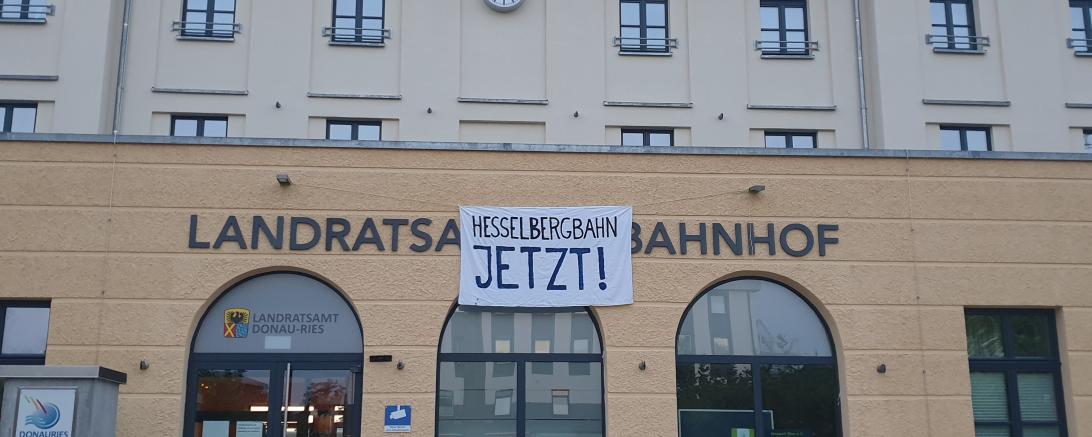 LANDRATSA
BAHNHOF
HESSELBERGBAHN
JETZT!
LANDRATSAMT
DONAU-RIES
DONAURIES